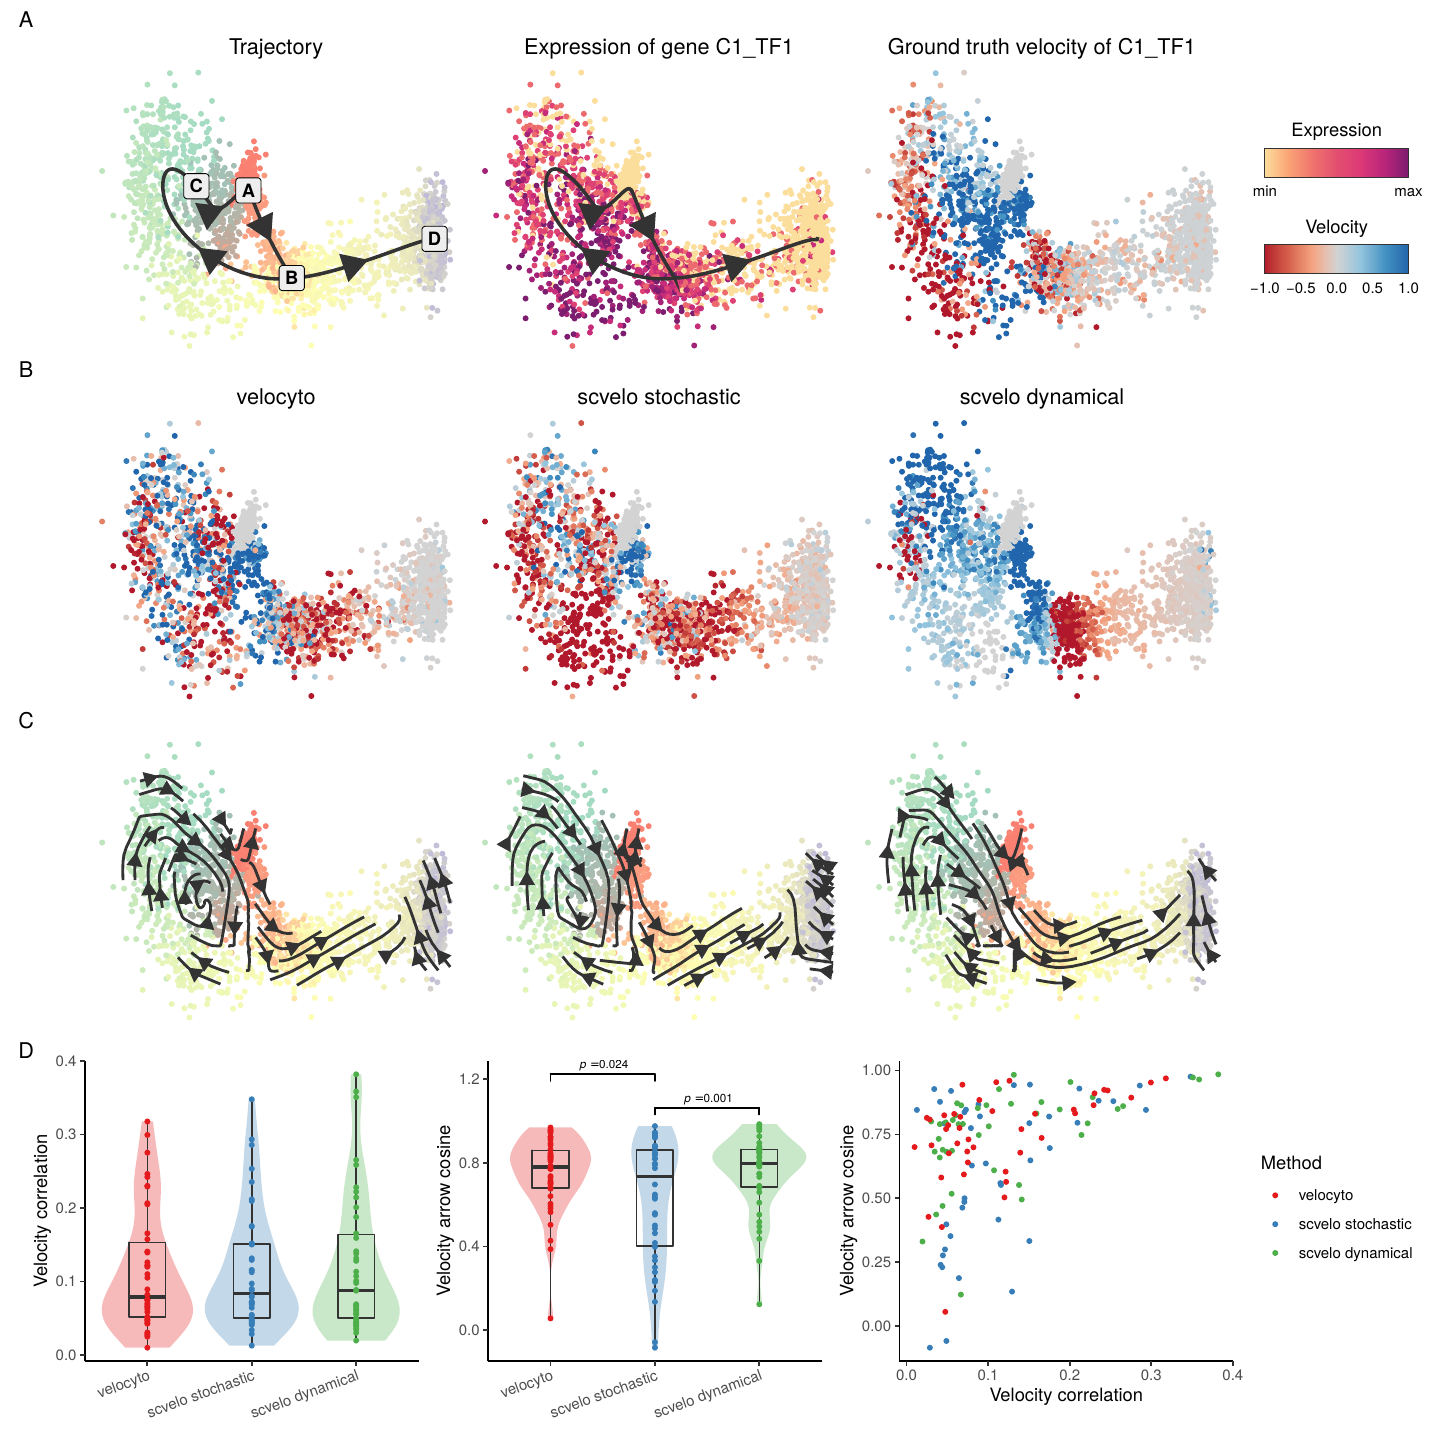 A
Trajectory
Expression of gene C1_TF1
Ground truth velocity of C1_TF1
C
A
B
D
Expression
min
max
Velocity
−1.0 −0.5 0.0 0.5 1.0
B
velocyto
scvelo stochastic
scvelo dynamical
C
D
Velocity correlation
0.4
0.3
0.2
0.1
0.0
velocyto
scvelo stochastic
scvelo dynamical
Velocity arrow cosine
1.2
0.8
0.4
0.0
p =0.024
p =0.001
velocyto
scvelo stochastic
scvelo dynamical
Velocity arrow cosine
1.00
0.75
0.50
0.25
0.00
0.0 0.1 0.2 0.3 0.4
Velocity correlation
Method
velocyto
scvelo stochastic
scvelo dynamical